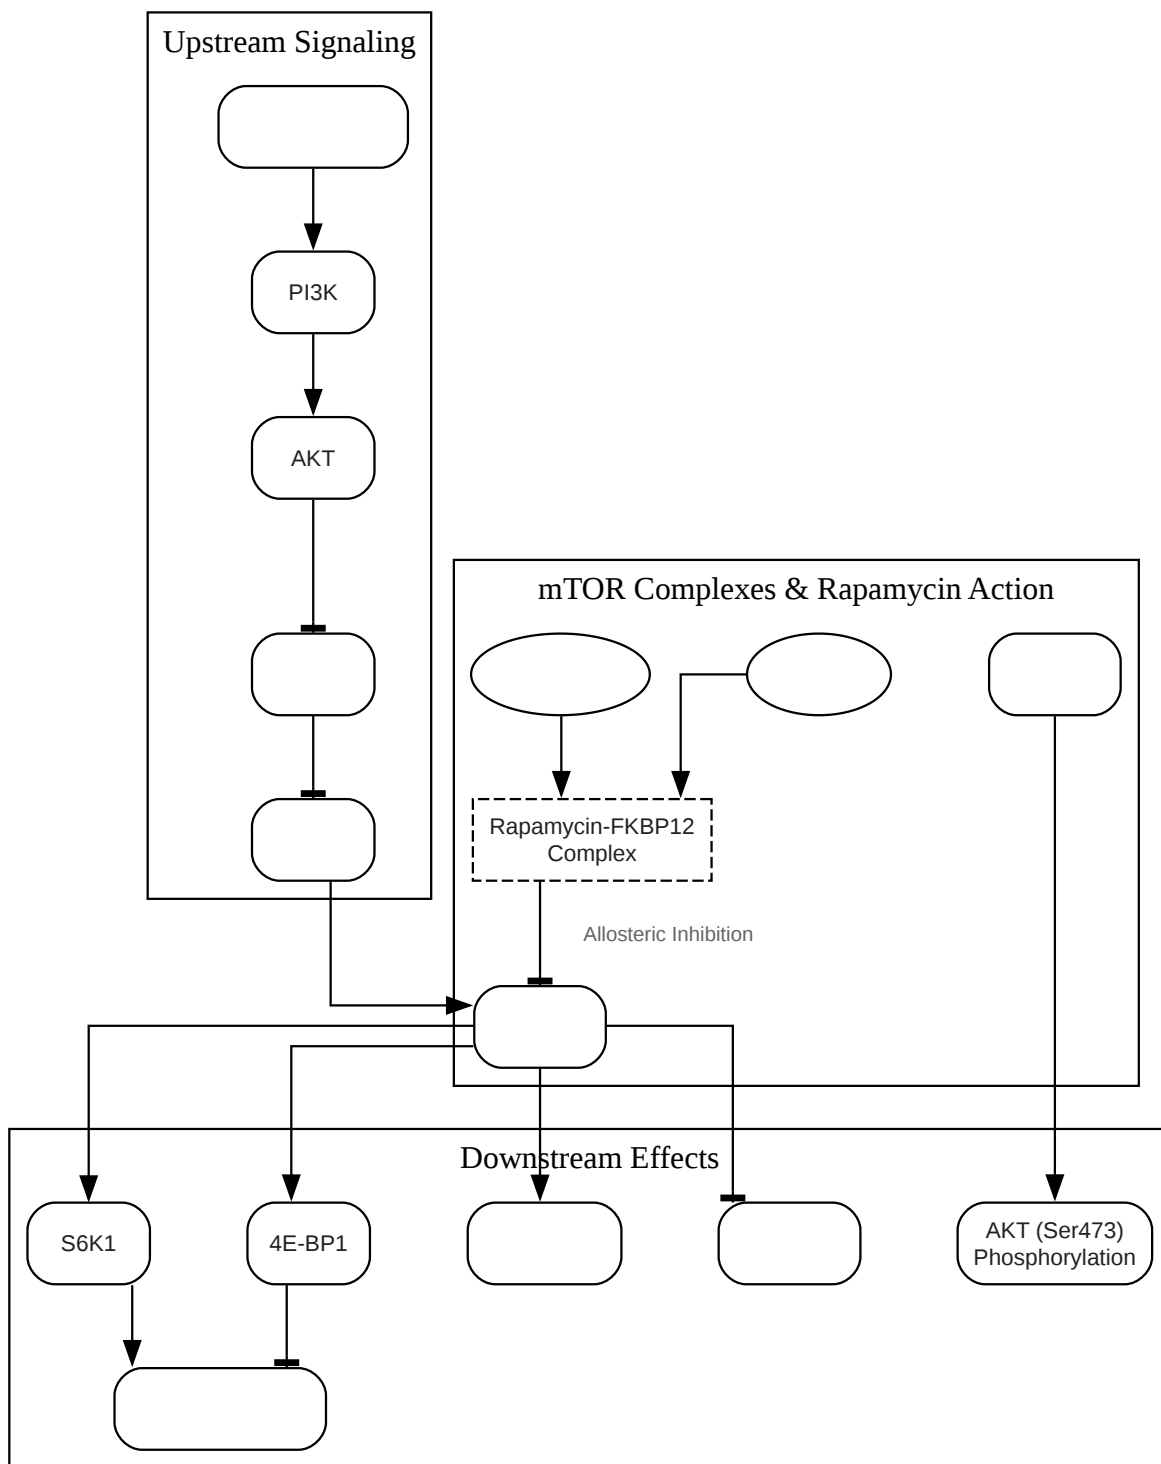 Upstream Signaling
PI3K
AKT
mTOR Complexes & Rapamycin Action
Rapamycin-FKBP12
Complex
Allosteric Inhibition
Downstream Effects
S6K1
4E-BP1
AKT (Ser473)
Phosphorylation